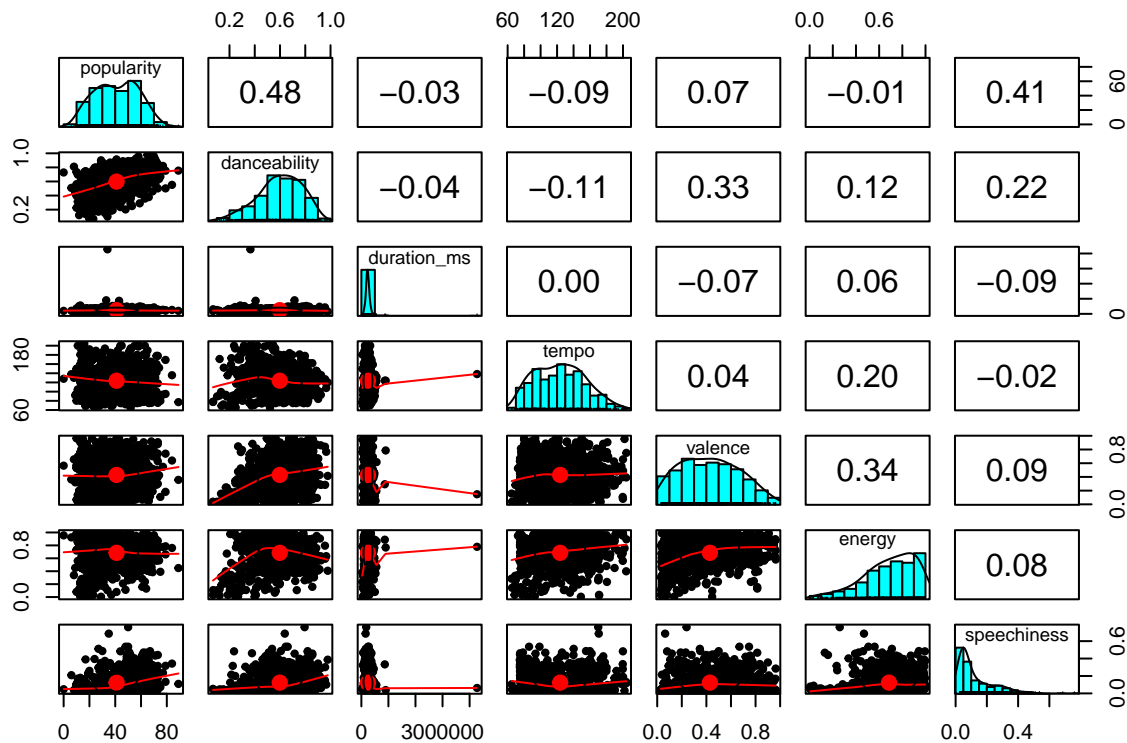 0.2 0.6 1.0 60 120 200 0.0 0.6
popularity 0.48 −0.03 −0.09 0.07 −0.01 0.41 0 60
0.2 1.0 danceability −0.04 −0.11 0.33 0.12 0.22
duration_ms 0.00 −0.07 0.06 −0.09 0
60 180 tempo 0.04 0.20 −0.02
valence 0.34 0.09 0.0 0.8
0.0 0.8 energy 0.08
speechiness 0.0 0.6
0 40 80 0 3000000 0.0 0.4 0.8 0.0 0.4